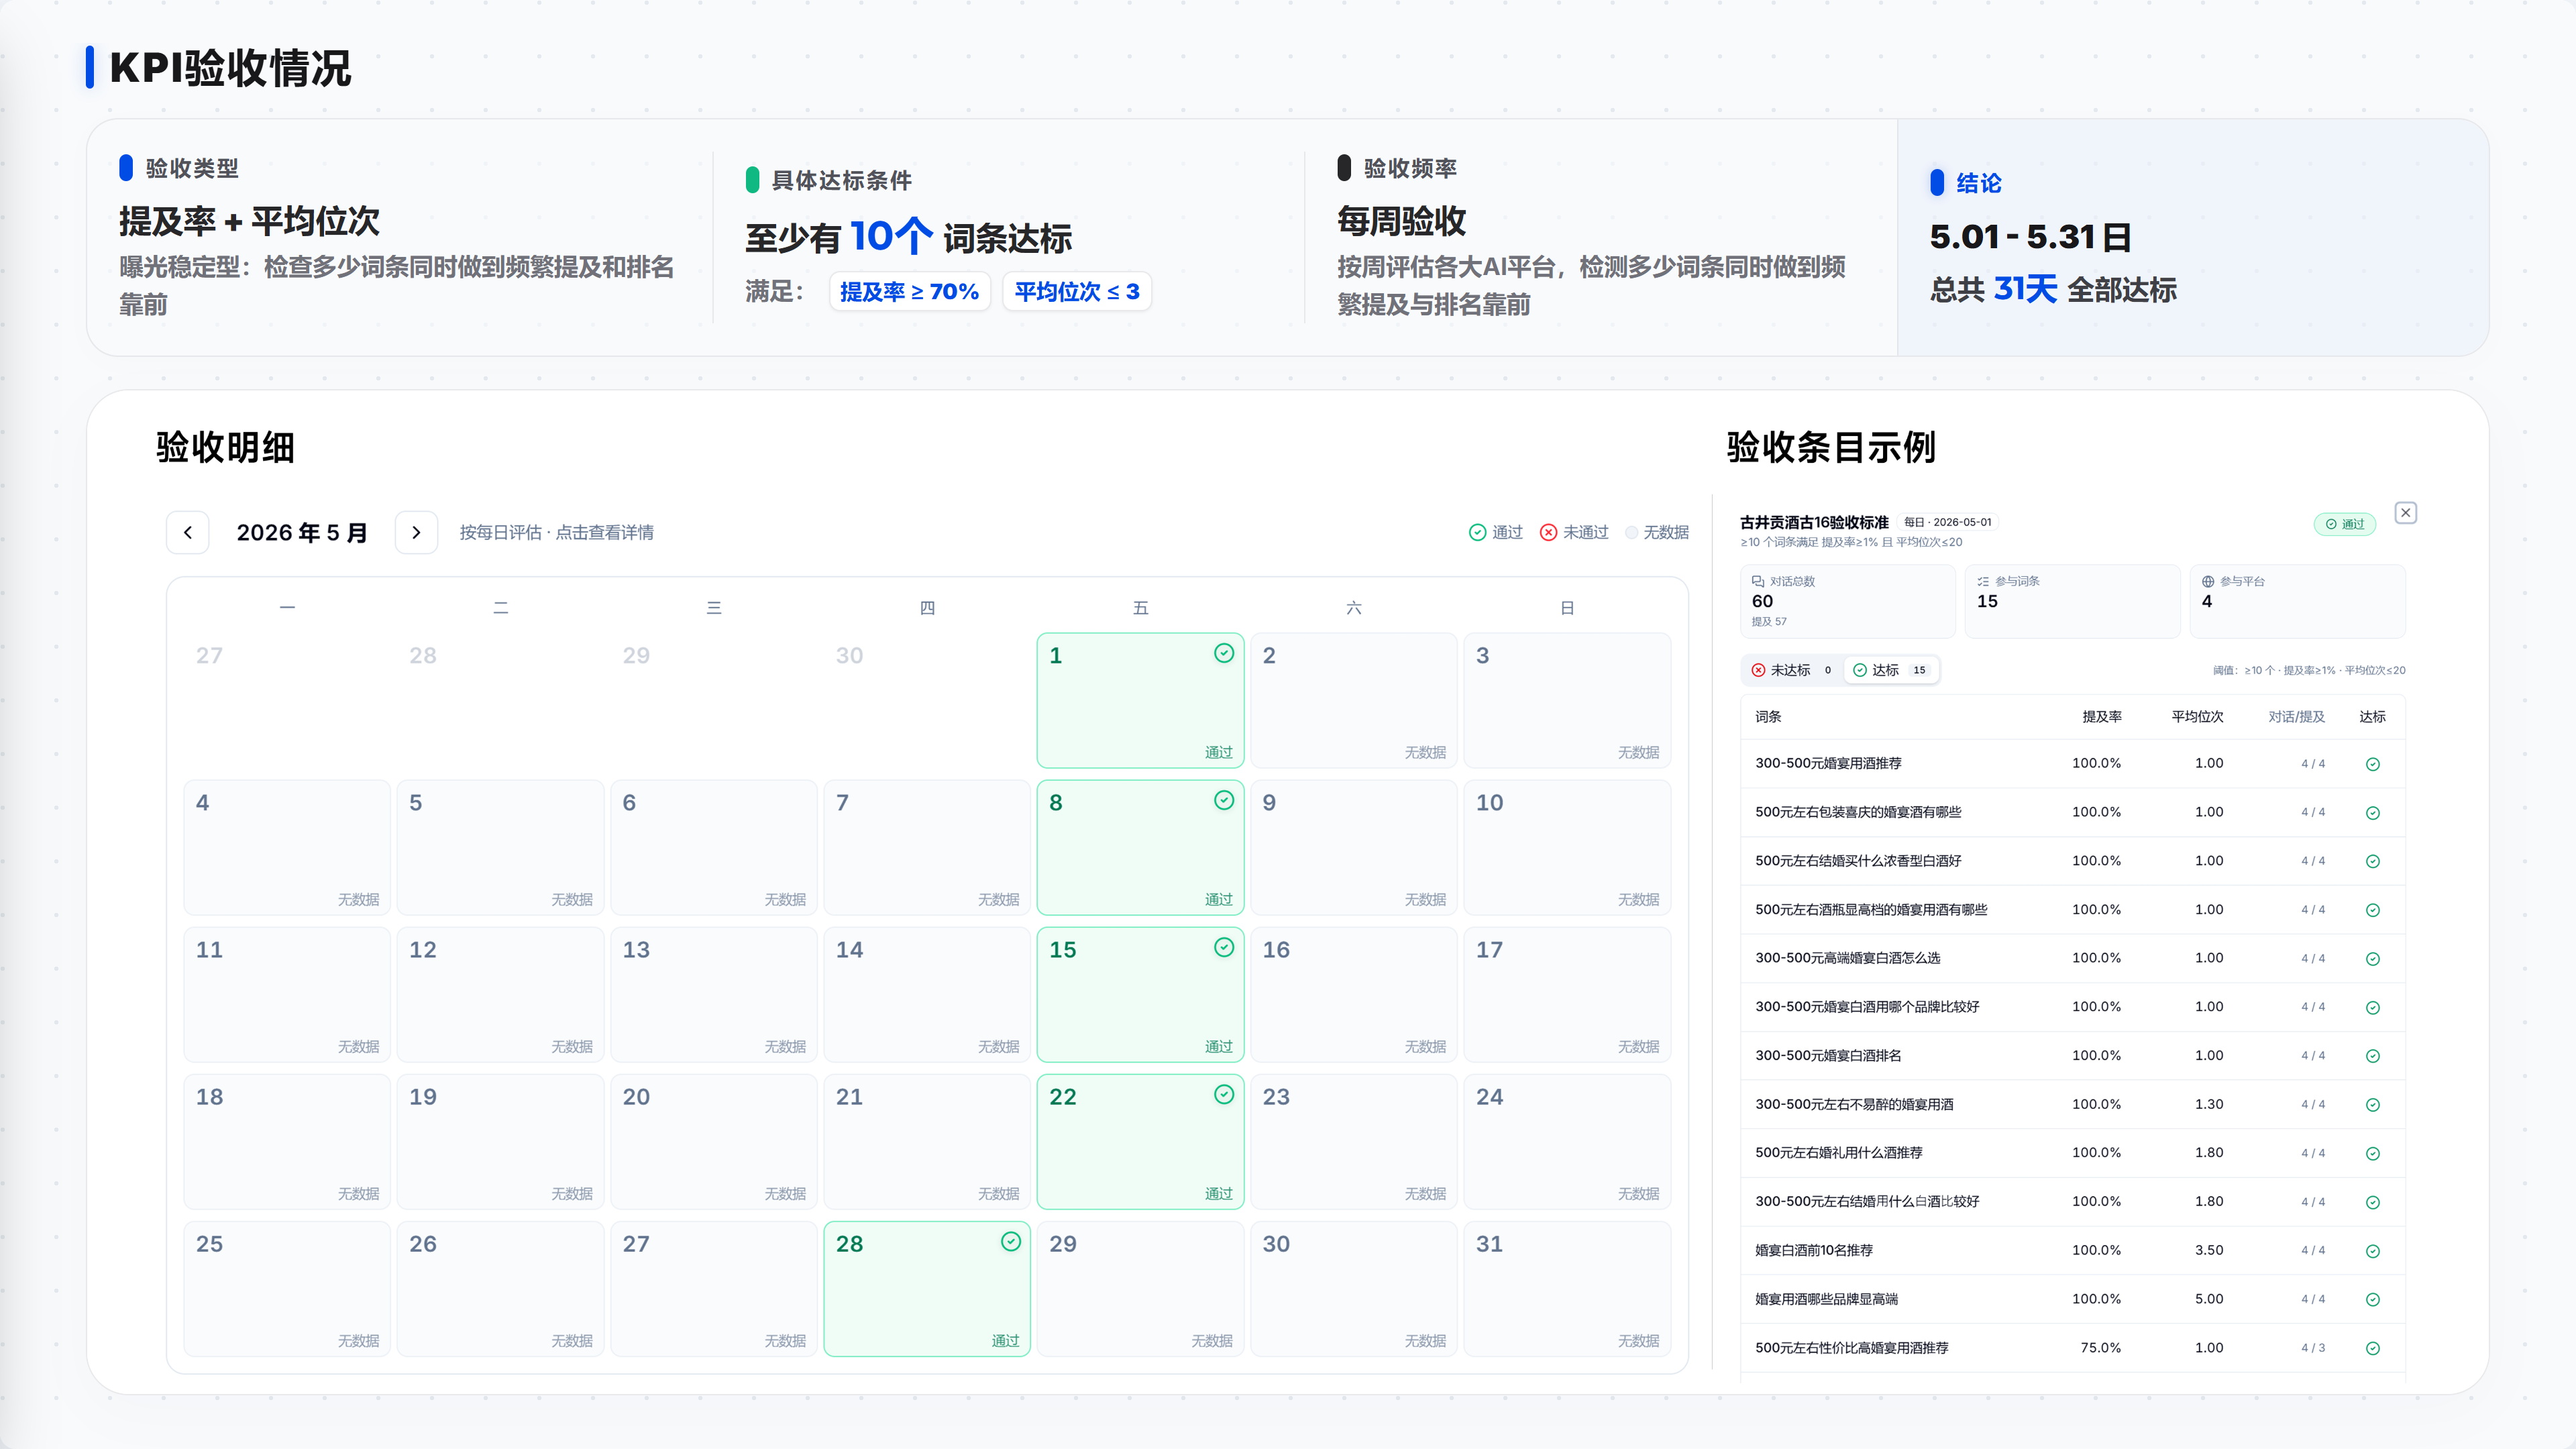 KPI验收情况
验收类型
提及率 + 平均位次
曝光稳定型：检查多少词条同时做到频繁提及和排名
靠前
具体达标条件
至少有 10个 词条达标
满足： 提及率 ≥ 70% 平均位次 ≤ 3
验收频率
每周验收
按周评估各大AI平台，检测多少词条同时做到频
繁提及与排名靠前
结论
5.01 - 5.31 日
总共 31天 全部达标
验收明细
2026 年 5 月 按每日评估 · 点击查看详情 通过 未通过 无数据
一 二 三 四 五 六 日
27 28 29 30 1 2 3
通过 无数据 无数据
4 5 6 7 8 9 10
无数据 无数据 无数据 无数据 通过 无数据 无数据
11 12 13 14 15 16 17
无数据 无数据 无数据 无数据 通过 无数据 无数据
18 19 20 21 22 23 24
无数据 无数据 无数据 无数据 通过 无数据 无数据
25 26 27 28 29 30 31
无数据 无数据 无数据 通过 无数据 无数据 无数据
验收条目示例
古井贡酒古16验收标准 每日 · 2026-05-01 通过
≥10 个词条满足 提及率≥1% 且 平均位次≤20
对话总数 参与词条 参与平台
60 15 4
提及 57
未达标 0 达标 15 阈值：≥10 个 · 提及率≥1% · 平均位次≤20
词条 提及率 平均位次 对话/提及 达标
300-500元婚宴用酒推荐 100.0% 1.00 4 / 4
500元左右包装喜庆的婚宴酒有哪些 100.0% 1.00 4 / 4
500元左右结婚买什么浓香型白酒好 100.0% 1.00 4 / 4
500元左右酒瓶显高档的婚宴用酒有哪些 100.0% 1.00 4 / 4
300-500元高端婚宴白酒怎么选 100.0% 1.00 4 / 4
300-500元婚宴白酒用哪个品牌比较好 100.0% 1.00 4 / 4
300-500元婚宴白酒排名 100.0% 1.00 4 / 4
300-500元左右不易醉的婚宴用酒 100.0% 1.30 4 / 4
500元左右婚礼用什么酒推荐 100.0% 1.80 4 / 4
300-500元左右结婚用什么白酒比较好 100.0% 1.80 4 / 4
婚宴白酒前10名推荐 100.0% 3.50 4 / 4
婚宴用酒哪些品牌显高端 100.0% 5.00 4 / 4
500元左右性价比高婚宴用酒推荐 75.0% 1.00 4 / 3